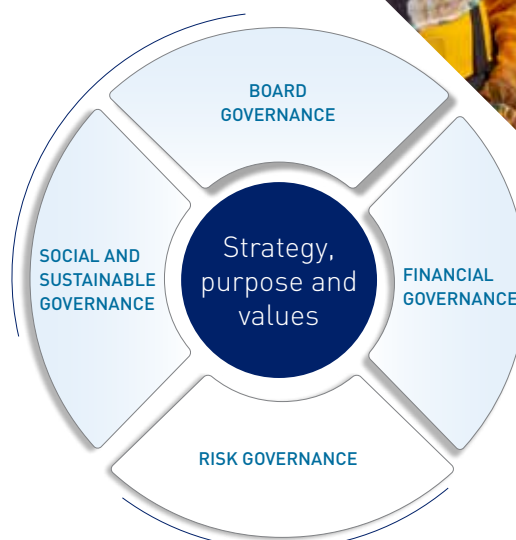 BOARD
GOVERNANCE
SOCIAL AND
SUSTAINABLE
GOVERNANCE
Strategy,
purpose and
values
FINANCIAL
GOVERNANCE
RISK GOVERNANCE